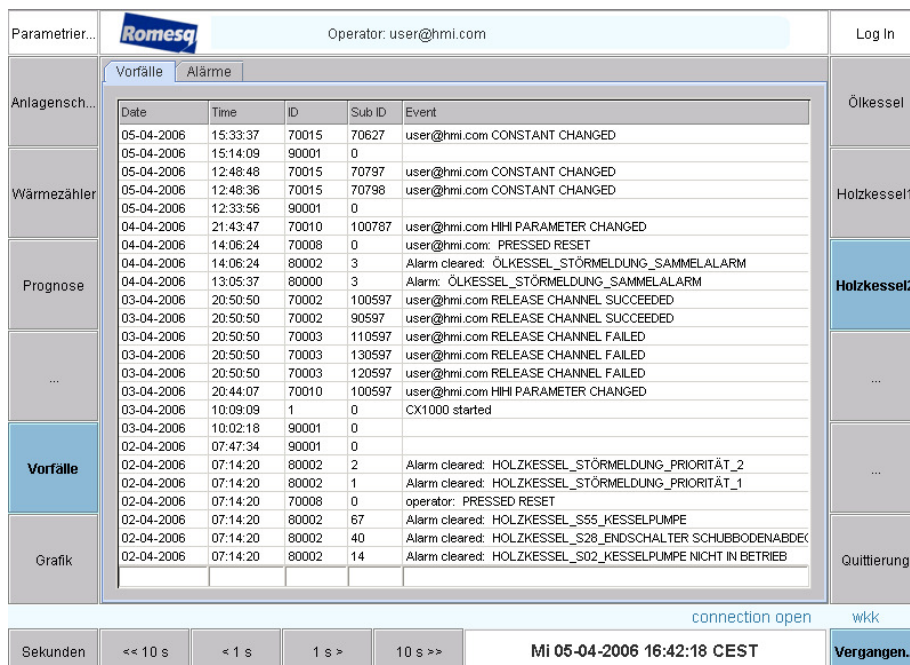 Parametrier... Romesq Operator: user@hmi.com Log In
Vorfälle Alärme
Anlagensch... Ölkessel
Date Time ID Sub ID Event
05-04-2006 15:33:37 70015 70627 user@hmi.com CONSTANT CHANGED
05-04-2006 15:14:09 90001 0
05-04-2006 12:48:48 70015 70797 user@hmi.com CONSTANT CHANGED
05-04-2006 12:48:36 70015 70798 user@hmi.com CONSTANT CHANGED
Wärmezähler Holzkessel1
05-04-2006 12:33:56 90001 0
04-04-2006 21:43:47 70010 100787 user@hmi.com HIHI PARAMETER CHANGED
04-04-2006 14:06:24 70008 0 user@hmi.com: PRESSED RESET
04-04-2006 14:06:24 80002 3 Alarm cleared: ÖLKESSEL_STÖRMELDUNG_SAMMELALARM
04-04-2006 13:05:37 80000 3 Alarm: ÖLKESSEL_STÖRMELDUNG_SAMMELALARM
Prognose Holzkessel2
03-04-2006 20:50:50 70002 100597 user@hmi.com RELEASE CHANNEL SUCCEEDED
03-04-2006 20:50:50 70002 90597 user@hmi.com RELEASE CHANNEL SUCCEEDED
03-04-2006 20:50:50 70003 110597 user@hmi.com RELEASE CHANNEL FAILED
03-04-2006 20:50:50 70003 130597 user@hmi.com RELEASE CHANNEL FAILED
03-04-2006 20:50:50 70003 120597 user@hmi.com RELEASE CHANNEL FAILED
... ...
03-04-2006 20:44:07 70010 100597 user@hmi.com HIHI PARAMETER CHANGED
03-04-2006 10:09:09 1 0 CX1000 started
03-04-2006 10:02:18 90001 0
02-04-2006 07:47:34 90001 0
Vorfälle ...
02-04-2006 07:14:20 80002 2 Alarm cleared: HOLZKESSEL_STÖRMELDUNG_PRIORITÄT_2
02-04-2006 07:14:20 80002 1 Alarm cleared: HOLZKESSEL_STÖRMELDUNG_PRIORITÄT_1
02-04-2006 07:14:20 70008 0 operator: PRESSED RESET
02-04-2006 07:14:20 80002 67 Alarm cleared: HOLZKESSEL_S55_KESSELPUMPE
02-04-2006 07:14:20 80002 40 Alarm cleared: HOLZKESSEL_S28_ENDSCHALTER SCHUBBODENABDEC
02-04-2006 07:14:20 80002 14 Alarm cleared: HOLZKESSEL_S02_KESSELPUMPE NICHT IN BETRIEB
Grafik Quittierung
connection open wkk
Sekunden << 10 s < 1 s 1 s > 10 s >> Mi 05-04-2006 16:42:18 CEST Vergangen..